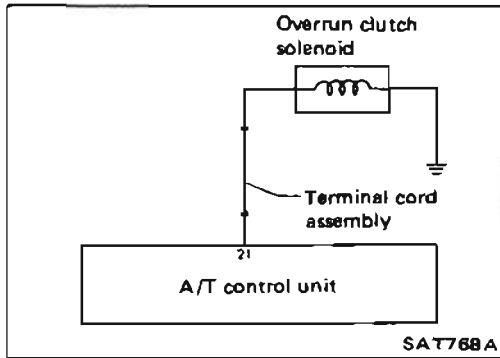 Overrun clutch
solenoid
Terminal cord
assembly
21
A/T control unit
SAT768A